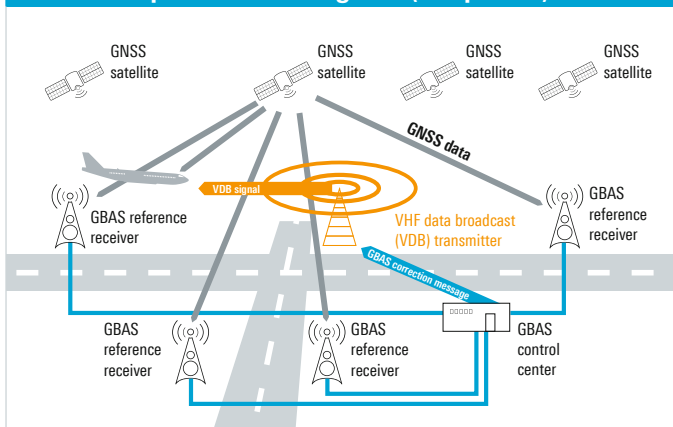 GNSS
satellite
GNSS
satellite
GNSS
satellite
GNSS
satellite
GNSS data
VDB signal
GBAS reference
receiver
VHF data broadcast
(VDB) transmitter
GBAS
reference
receiver
GBAS correction message
GBAS
reference
receiver
GBAS
reference
receiver
GBAS
control
center